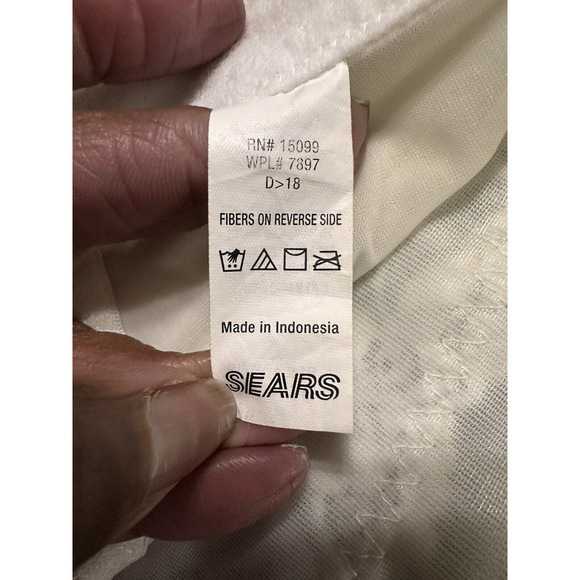 RN# 15099
WPL# 7897
D>18
FIBERS ON REVERSE SIDE
Made in Indonesia
SEARS